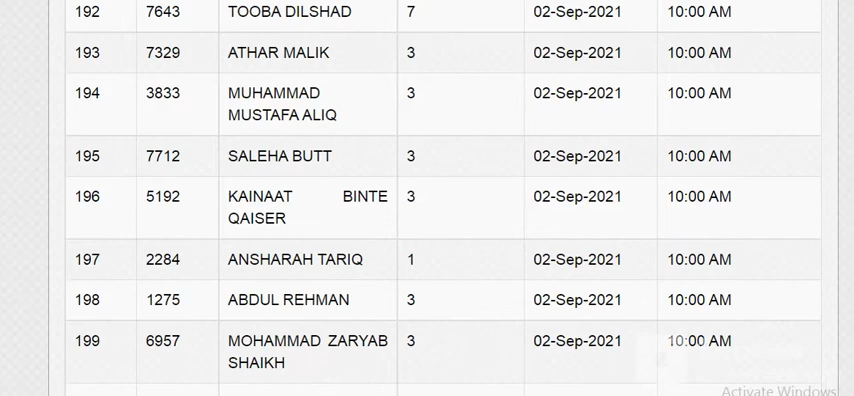 192 7643 TOOBA DILSHAD 7 02-Sep-2021 10:00 AM
193 7329 ATHAR MALIK 3 02-Sep-2021 10:00 AM
194 3833 MUHAMMAD 3 02-Sep-2021 10:00 AM
MUSTAFA ALIQ
195 7712 SALEHA BUTT 3 02-Sep-2021 10:00 AM
196 5192 KAINAAT BINTE 3 02-Sep-2021 10:00 AM
QAISER
197 2284 ANSHARAH TARIQ 1 02-Sep-2021 10:00 AM
198 1275 ABDUL REHMAN 3 02-Sep-2021 10:00 AM
199 6957 MOHAMMAD ZARYAB 3 02-Sep-2021 10:00 AM
SHAIKH
Activate Windows